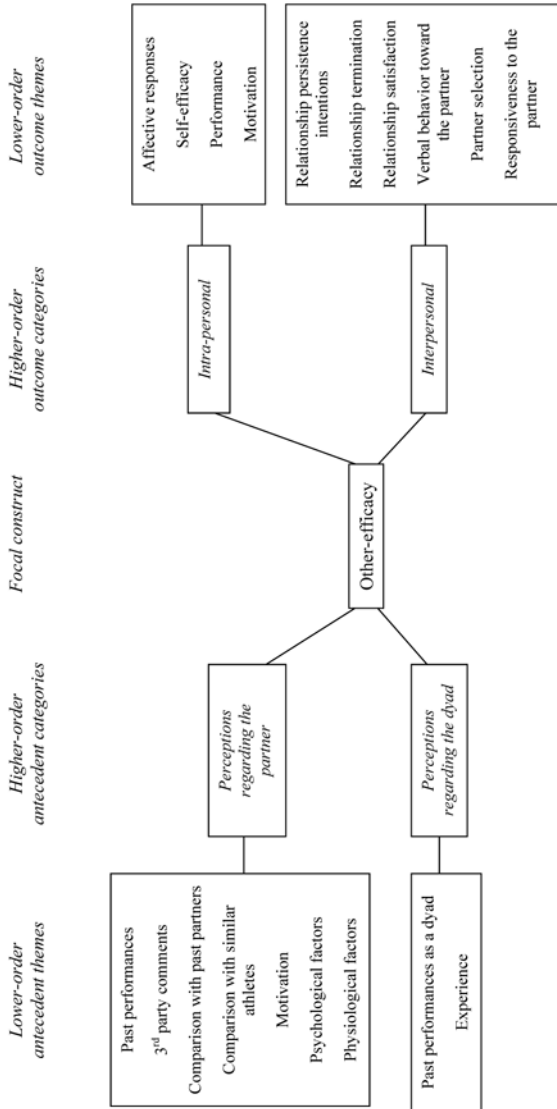 Lower-order
antecedent themes
Higher-order
antecedent categories
Focal construct
Higher-order
outcome categories
Lower-order
outcome themes
Past performances
3rd party comments
Comparison with past partners
Comparison with similar
athletes
Motivation
Psychological factors
Physiological factors
Past performances as a dyad
Experience
Perceptions
regarding the
partner
Perceptions
regarding the dyad
Other-efficacy
Intra-personal
Interpersonal
Affective responses
Self-efficacy
Performance
Motivation
Relationship persistence
intentions
Relationship termination
Relationship satisfaction
Verbal behavior toward
the partner
Partner selection
Responsiveness to the
partner